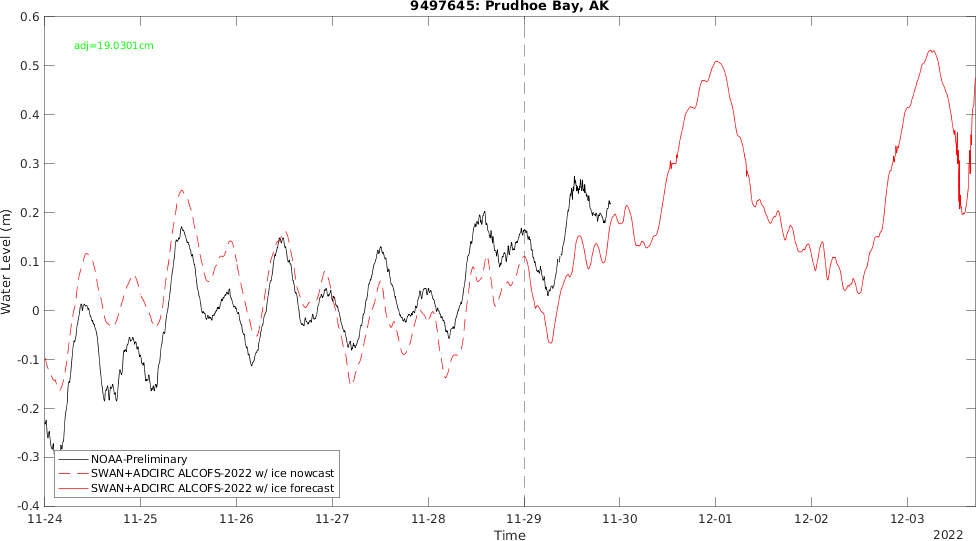 9497645: Prudhoe Bay, AK
adj=19.0301cm
Water Level (m)
0.6
0.5
0.4
0.3
0.2
0.1
0
-0.1
-0.2
-0.3
-0.4
NOAA-Preliminary
SWAN+ADCIRC ALCOFS-2022 w/ ice nowcast
SWAN+ADCIRC ALCOFS-2022 w/ ice forecast
11-24 11-25 11-26 11-27 11-28 11-29 11-30 12-01 12-02 12-03
Time
2022